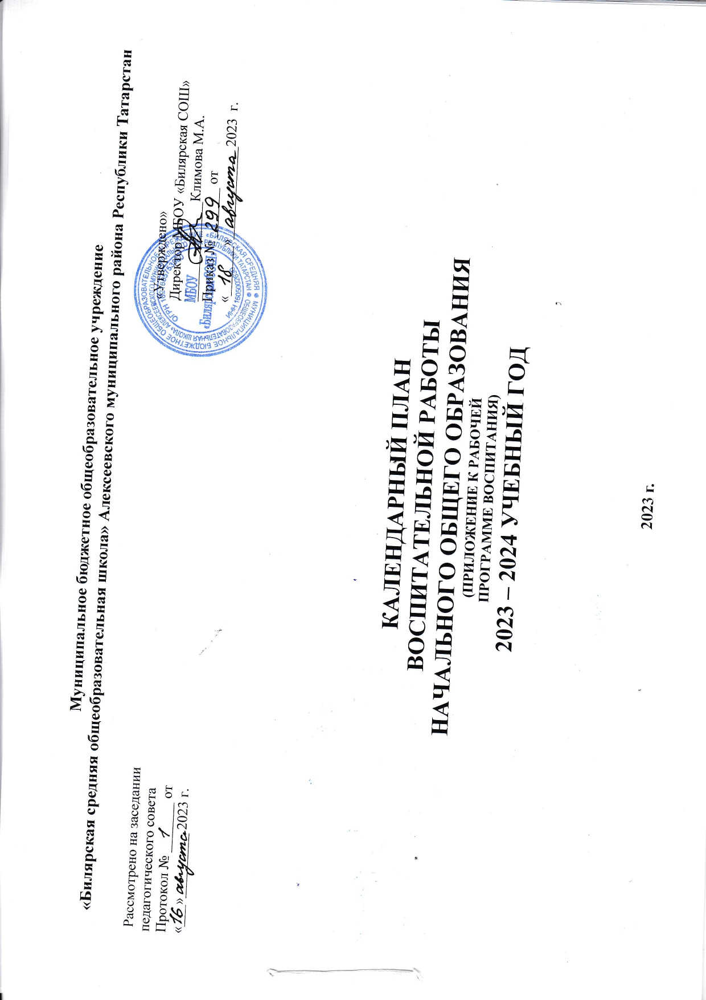 Муниципальное бюджетное общеобразовательное учреждение
«Билярская средняя общеобразовательная школа» Алексеевского муниципального района Республики Татарстан
Рассмотрено на заседании
педагогического совета
Протокол № 1 от
«16» августа 2023 г.
«Утверждено»
Директор МБОУ «Билярская СОШ»
Климова М.А.
Приказ № 299 от
«18» августа 2023 г.
МБОУ
«Билярская СОШ»
КАЛЕНДАРНЫЙ ПЛАН
ВОСПИТАТЕЛЬНОЙ РАБОТЫ
НАЧАЛЬНОГО ОБЩЕГО ОБРАЗОВАНИЯ
(ПРИЛОЖЕНИЕ К РАБОЧЕЙ
ПРОГРАММЕ ВОСПИТАНИЯ)
2023 – 2024 УЧЕБНЫЙ ГОД
2023 г.